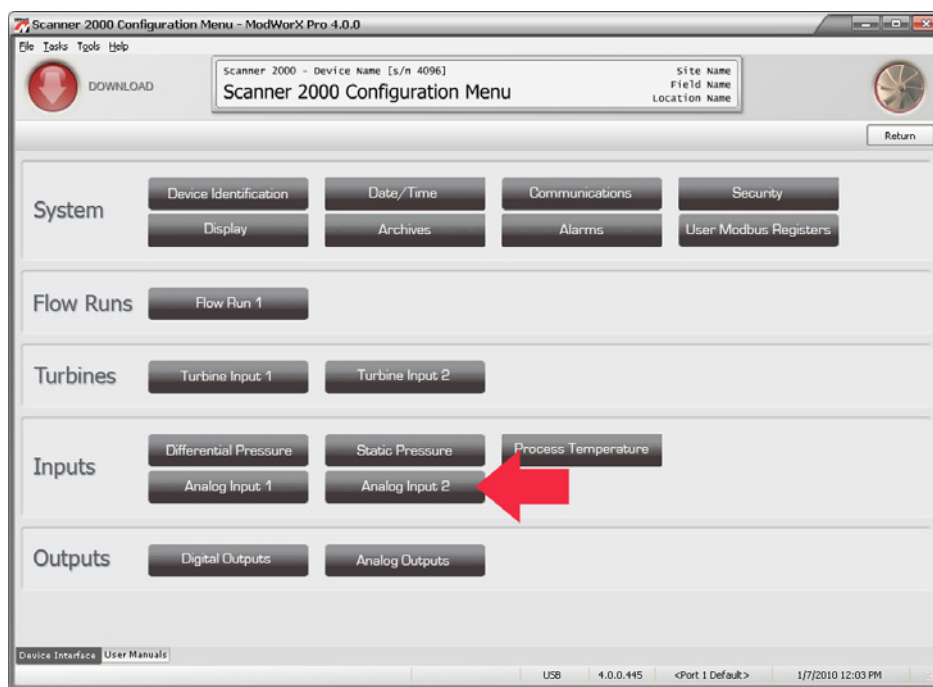 Scanner 2000 Configuration Menu - ModWorX Pro 4.0.0
File Tasks Tools Help
DOWNLOAD
Scanner 2000 - Device Name [s/n 4096]
Scanner 2000 Configuration Menu
Site Name
Field Name
Location Name
Return
System
Device Identification
Date/Time
Communications
Security
Display
Archives
Alarms
User Modbus Registers
Flow Runs
Flow Run 1
Turbines
Turbine Input 1
Turbine Input 2
Inputs
Differential Pressure
Static Pressure
Process Temperature
Analog Input 1
Analog Input 2
Outputs
Digital Outputs
Analog Outputs
Device Interface User Manuals
USB 4.0.0.445 <Port 1 Default> 1/7/2010 12:03 PM